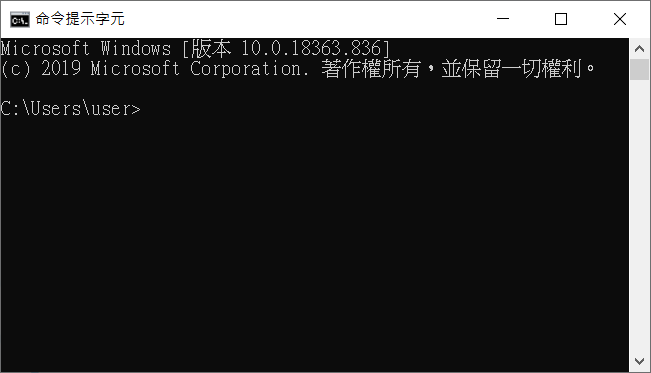 命令提示字元
Microsoft Windows [版本 10.0.18363.836]
(c) 2019 Microsoft Corporation. 著作權所有，並保留一切權利。
C:\Users\user>